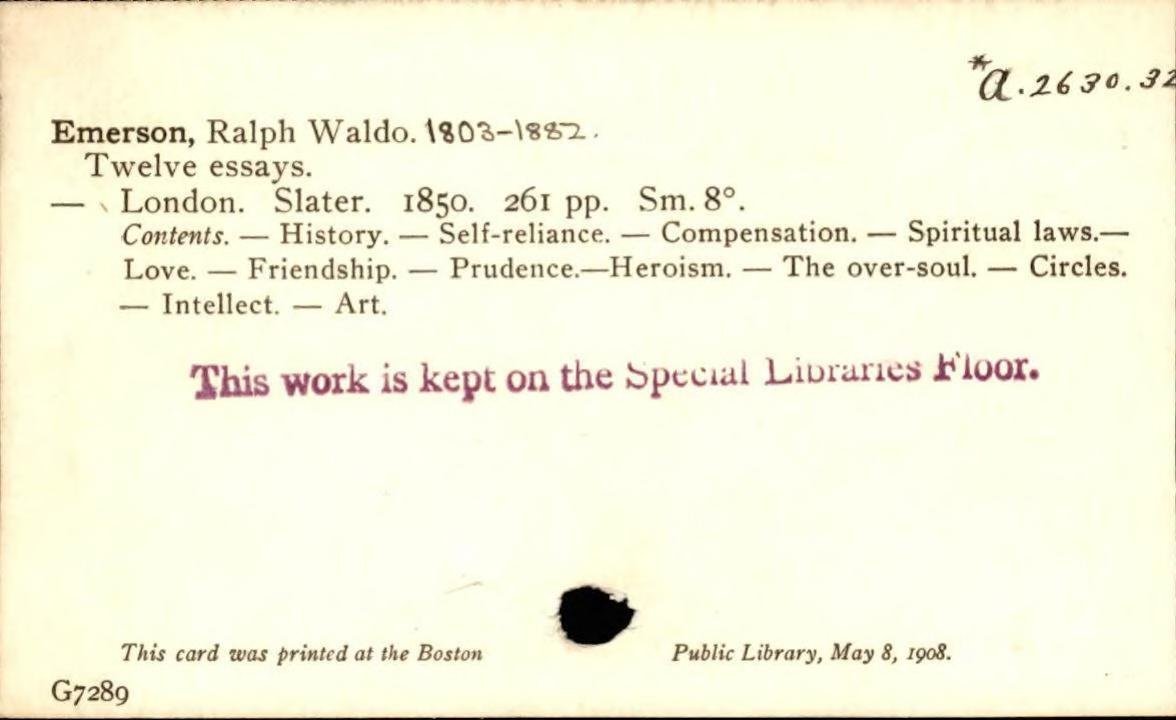 *a.2630.32
Emerson, Ralph Waldo. 1803-1882.
Twelve essays.
— London. Slater. 1850. 261 pp. Sm. 8°.
Contents. — History. — Self-reliance. — Compensation. — Spiritual laws.—
Love. — Friendship. — Prudence.—Heroism. — The over-soul. — Circles.
— Intellect. — Art.
This work is kept on the Special Libraries Floor.
This card was printed at the Boston Public Library, May 8, 1908.
G7289